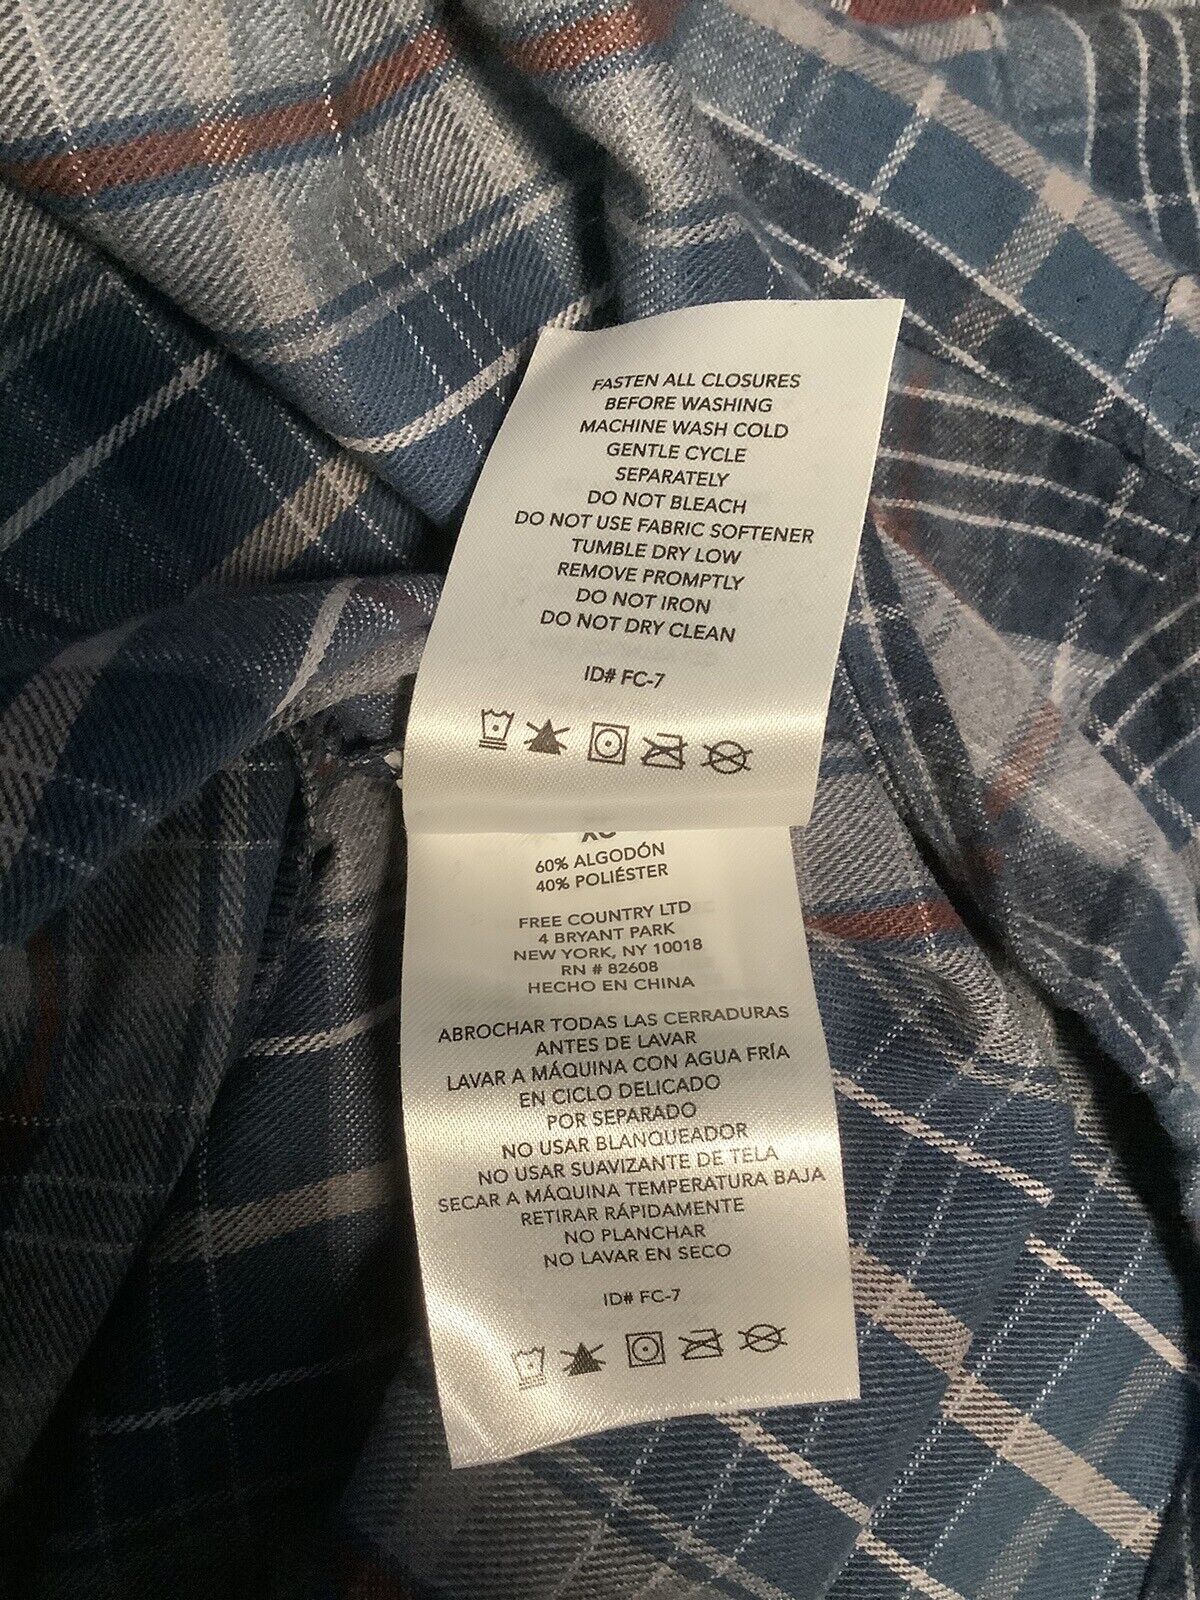 FASTEN ALL CLOSURES
BEFORE WASHING
MACHINE WASH COLD
GENTLE CYCLE
SEPARATELY
DO NOT BLEACH
DO NOT USE FABRIC SOFTENER
TUMBLE DRY LOW
REMOVE PROMPTLY
DO NOT IRON
DO NOT DRY CLEAN
ID# FC-7
60% ALGODÓN
40% POLIÉSTER
FREE COUNTRY LTD
4 BRYANT PARK
NEW YORK, NY 10018
RN # 82608
HECHO EN CHINA
ABROCHAR TODAS LAS CERRADURAS
ANTES DE LAVAR
LAVAR A MÁQUINA CON AGUA FRÍA
EN CICLO DELICADO
POR SEPARADO
NO USAR BLANQUEADOR
NO USAR SUAVIZANTE DE TELA
SECAR A MÁQUINA TEMPERATURA BAJA
RETIRAR RÁPIDAMENTE
NO PLANCHAR
NO LAVAR EN SECO
ID# FC-7